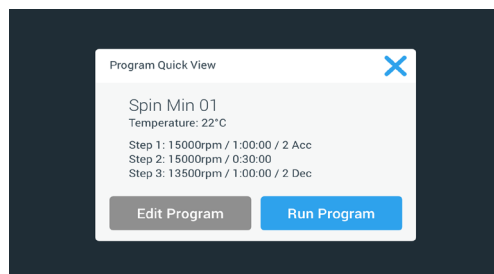 Program Quick View
Spin Min 01
Temperature: 22°C
Step 1: 15000rpm / 1:00:00 / 2 Acc
Step 2: 15000rpm / 0:30:00
Step 3: 13500rpm / 1:00:00 / 2 Dec
Edit Program
Run Program